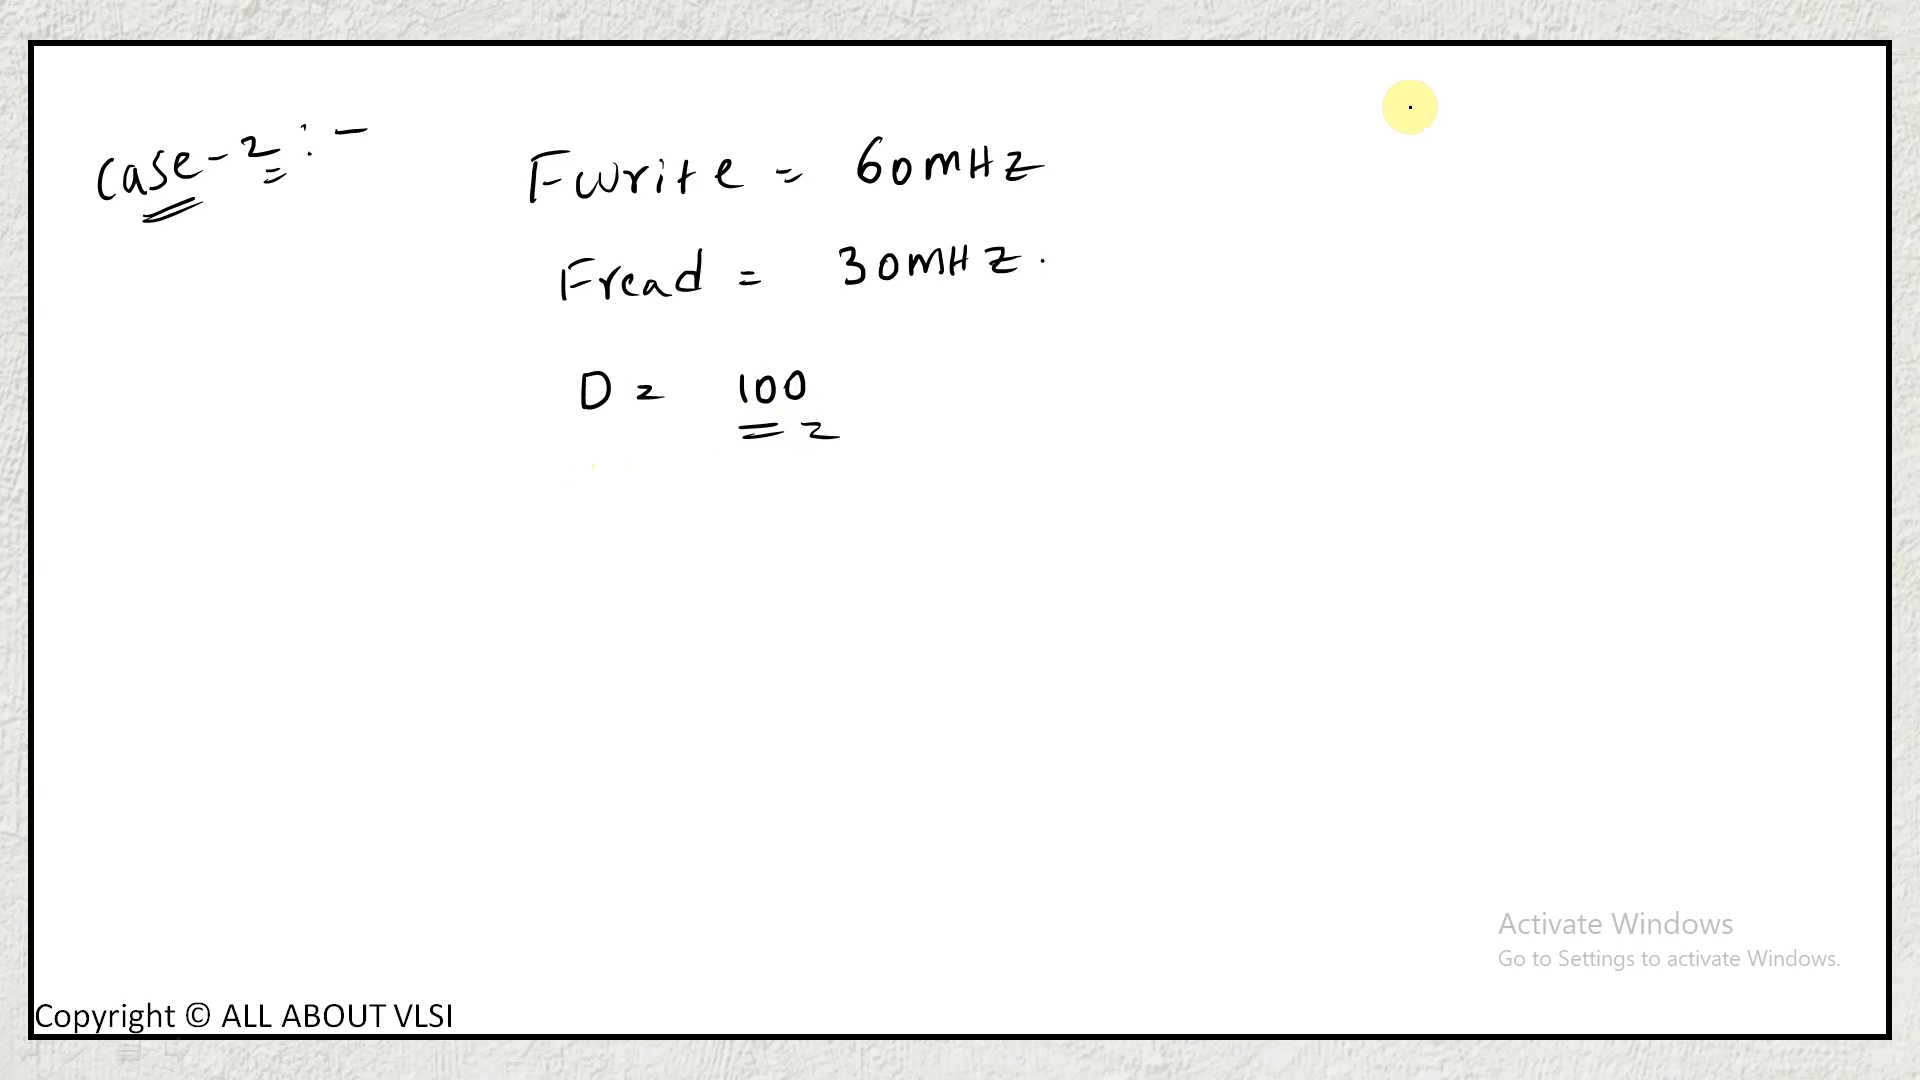 case-2:-
Fwrite = 60MHZ
Fread = 30MHZ.
D = 100
Activate Windows
Go to Settings to activate Windows.
Copyright © ALL ABOUT VLSI